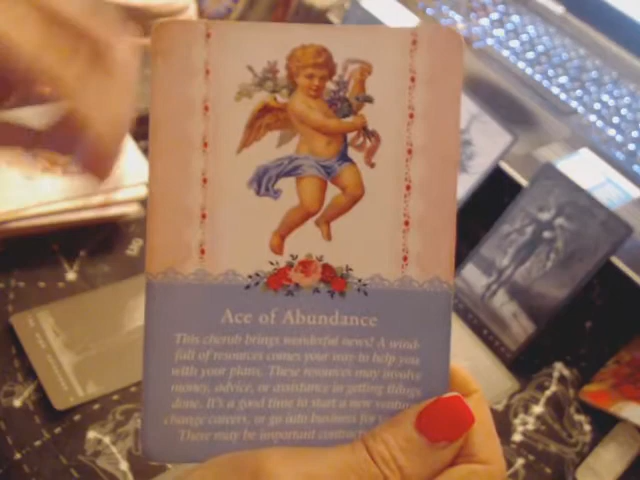 Ace of Abundance
This cherub brings wonderful news! A wind-
fall of resources comes your way to help you
with your plans. These resources may involve
money, advice, or assistance in getting things
done. It's a good time to start a new
change careers, or go into business for
There may be important